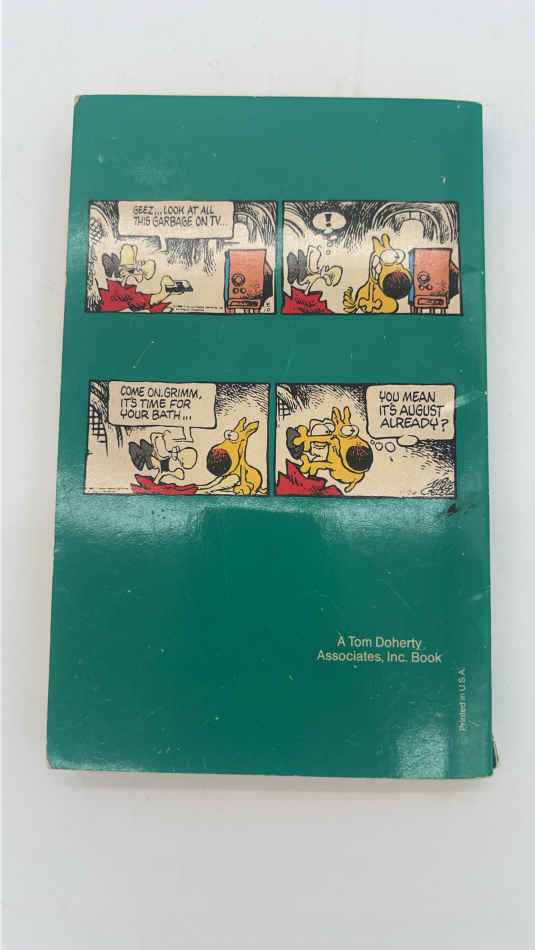 GEEZ...LOOK AT ALL
THIS GARBAGE ON TV...
!
COME ON, GRIMM,
IT'S TIME FOR
YOUR BATH...
YOU MEAN
IT'S AUGUST
ALREADY?
A Tom Doherty
Associates, Inc. Book
Printed in U.S.A.